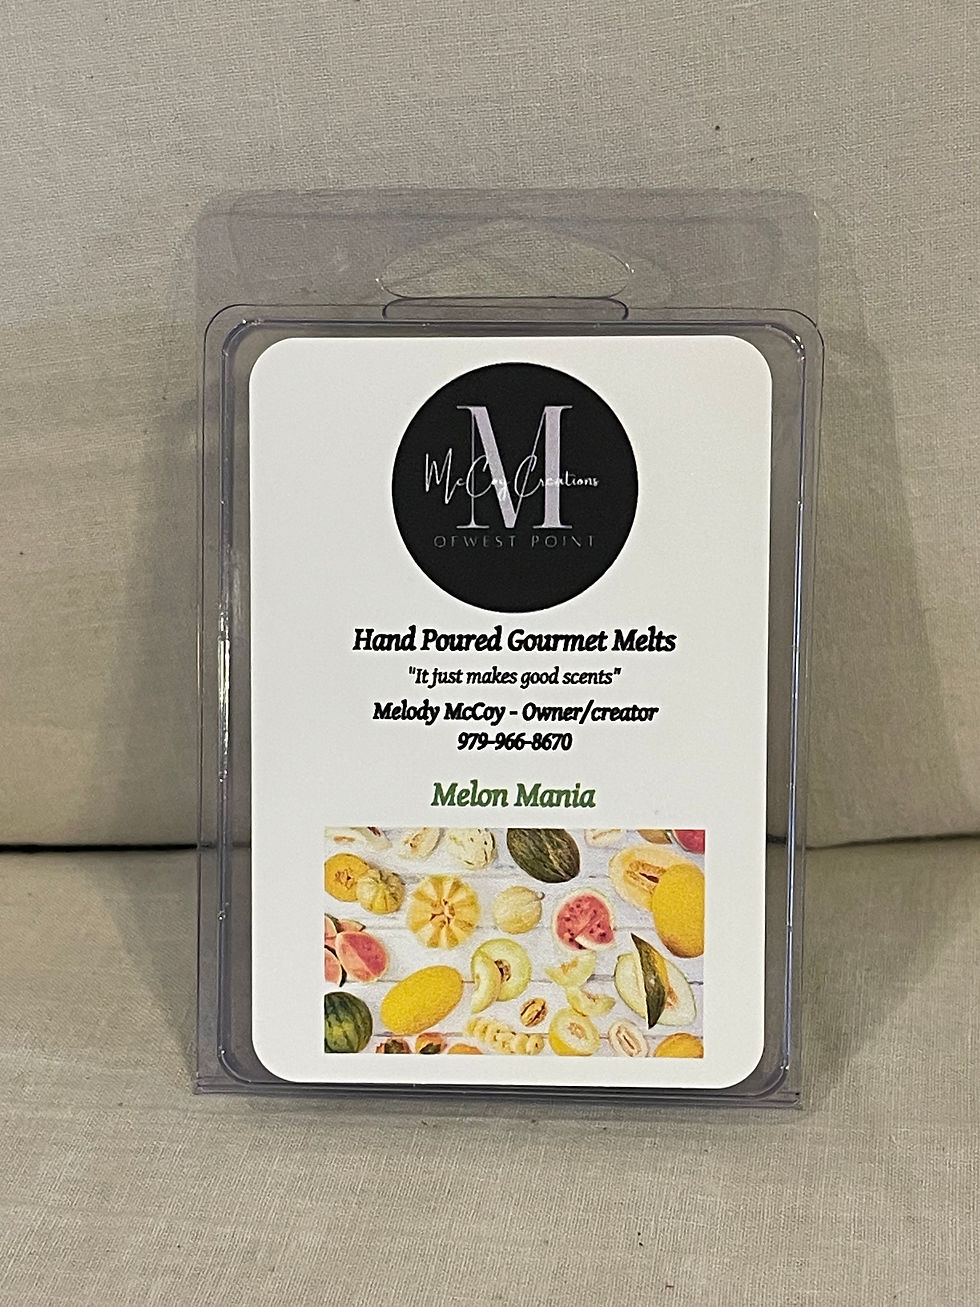 M
McCoy Creations
OFWEST POINT
Hand Poured Gourmet Melts
"It just makes good scents"
Melody McCoy - Owner/creator
979-966-8670
Melon Mania